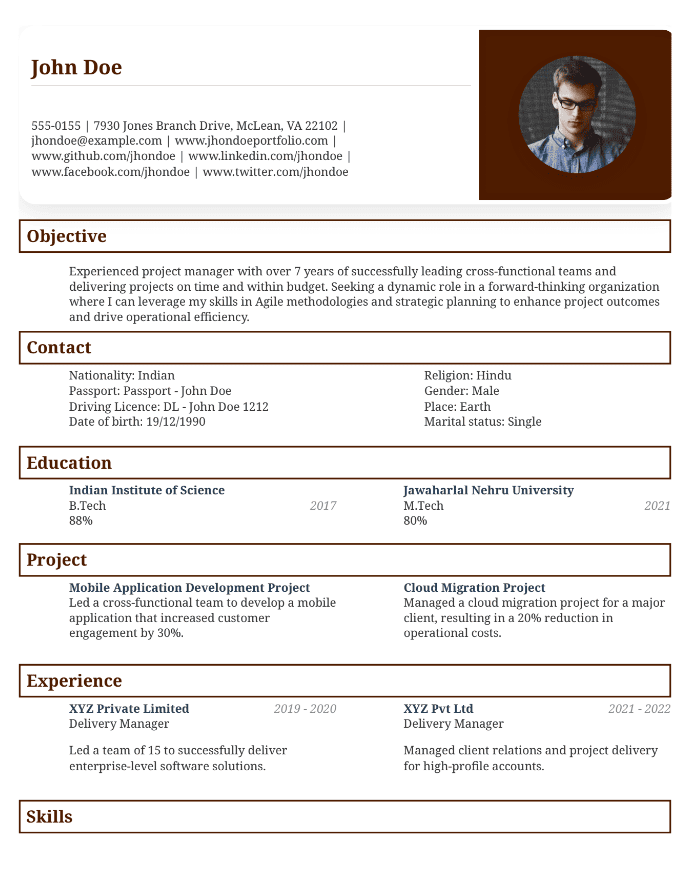 John Doe
555-0155 | 7930 Jones Branch Drive, McLean, VA 22102 |
jhondoe@example.com | www.jhondoeportfolio.com |
www.github.com/jhondoe | www.linkedin.com/jhondoe |
www.facebook.com/jhondoe | www.twitter.com/jhondoe
Objective
Experienced project manager with over 7 years of successfully leading cross-functional teams and
delivering projects on time and within budget. Seeking a dynamic role in a forward-thinking organization
where I can leverage my skills in Agile methodologies and strategic planning to enhance project outcomes
and drive operational efficiency.
Contact
Nationality: Indian
Passport: Passport - John Doe
Driving Licence: DL - John Doe 1212
Date of birth: 19/12/1990
Religion: Hindu
Gender: Male
Place: Earth
Marital status: Single
Education
Indian Institute of Science
B.Tech 2017
88%
Jawaharlal Nehru University
M.Tech 2021
80%
Project
Mobile Application Development Project
Led a cross-functional team to develop a mobile
application that increased customer
engagement by 30%.
Cloud Migration Project
Managed a cloud migration project for a major
client, resulting in a 20% reduction in
operational costs.
Experience
XYZ Private Limited 2019 - 2020
Delivery Manager
Led a team of 15 to successfully deliver
enterprise-level software solutions.
XYZ Pvt Ltd 2021 - 2022
Delivery Manager
Managed client relations and project delivery
for high-profile accounts.
Skills